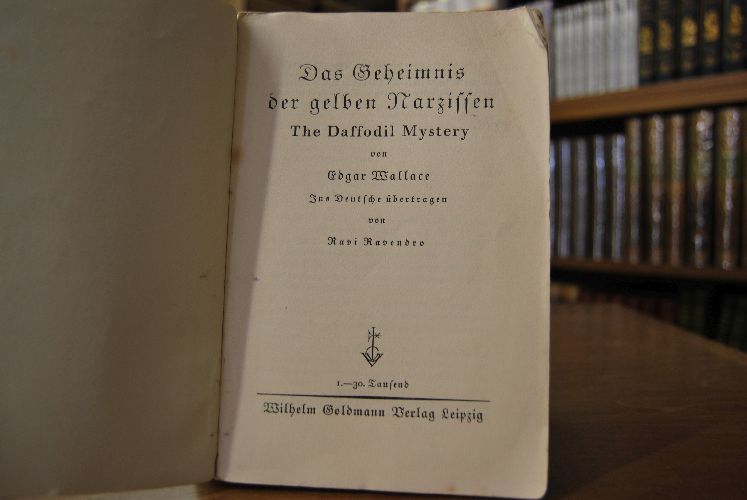 Das Geheimnis
der gelben Narzissen
The Daffodil Mystery
von
Edgar Wallace
Ins Deutsche übertragen
von
Ravi Ravendro
1.—30. Tausend
Wilhelm Goldmann Verlag Leipzig